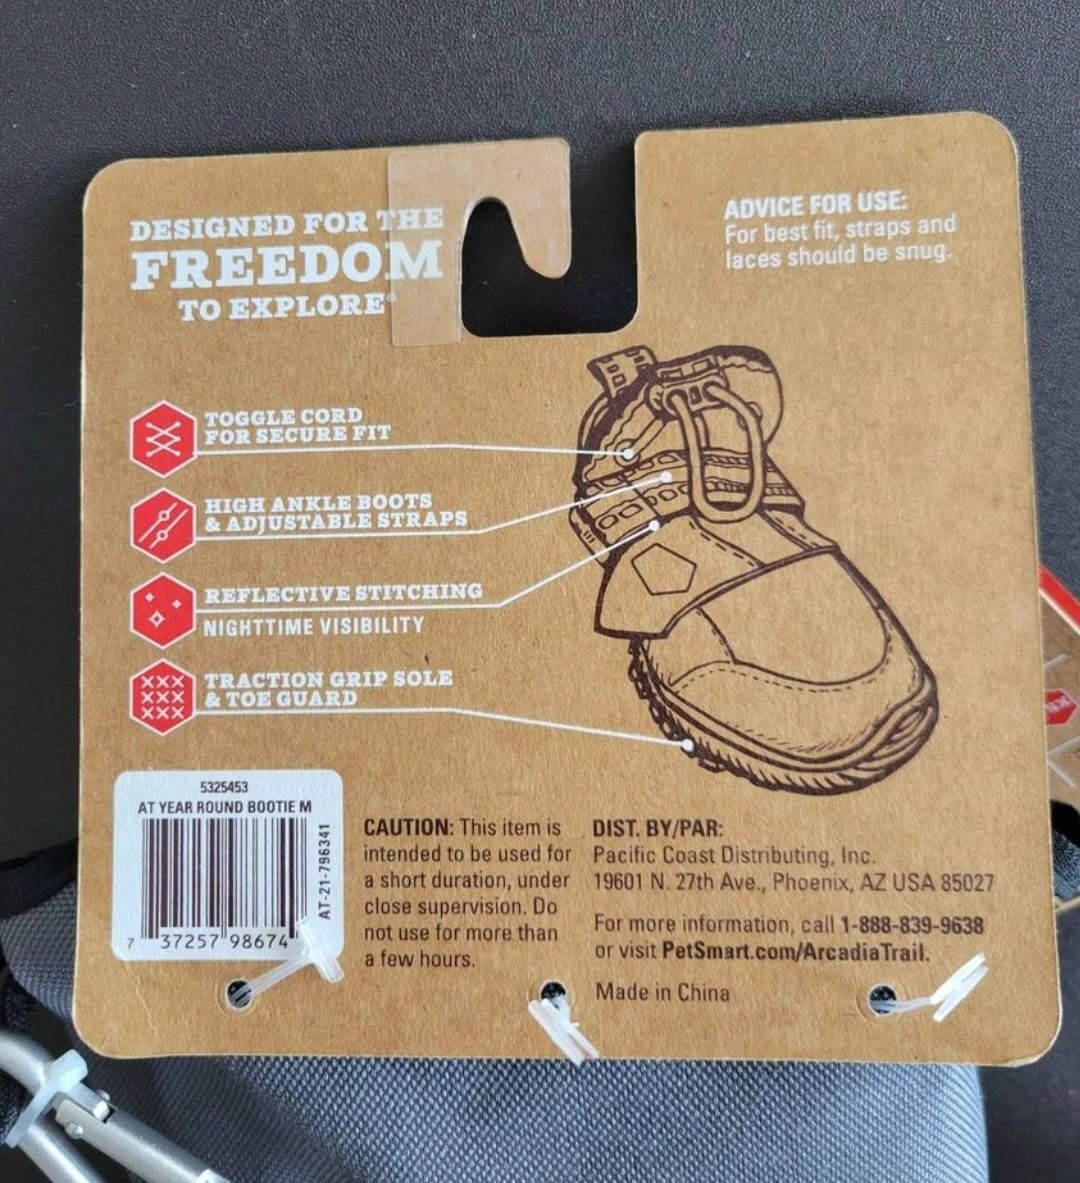 DESIGNED FOR THE
FREEDOM
TO EXPLORE®
ADVICE FOR USE:
For best fit, straps and
laces should be snug.
TOGGLE CORD
FOR SECURE FIT
HIGH ANKLE BOOTS
& ADJUSTABLE STRAPS
REFLECTIVE STITCHING
NIGHTTIME VISIBILITY
TRACTION GRIP SOLE
& TOE GUARD
5325453
AT YEAR ROUND BOOTIE M
AT-21-796341
7 37257 98674
CAUTION: This item is
intended to be used for
a short duration, under
close supervision. Do
not use for more than
a few hours.
DIST. BY/PAR:
Pacific Coast Distributing, Inc.
19601 N. 27th Ave., Phoenix, AZ USA 85027
For more information, call 1-888-839-9638
or visit PetSmart.com/ArcadiaTrail.
Made in China